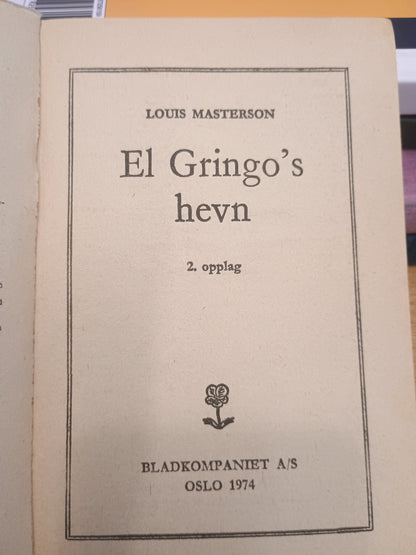 LOUIS MASTERSON
El Gringo's
hevn
2. opplag
BLADKOMPANIET A/S
OSLO 1974